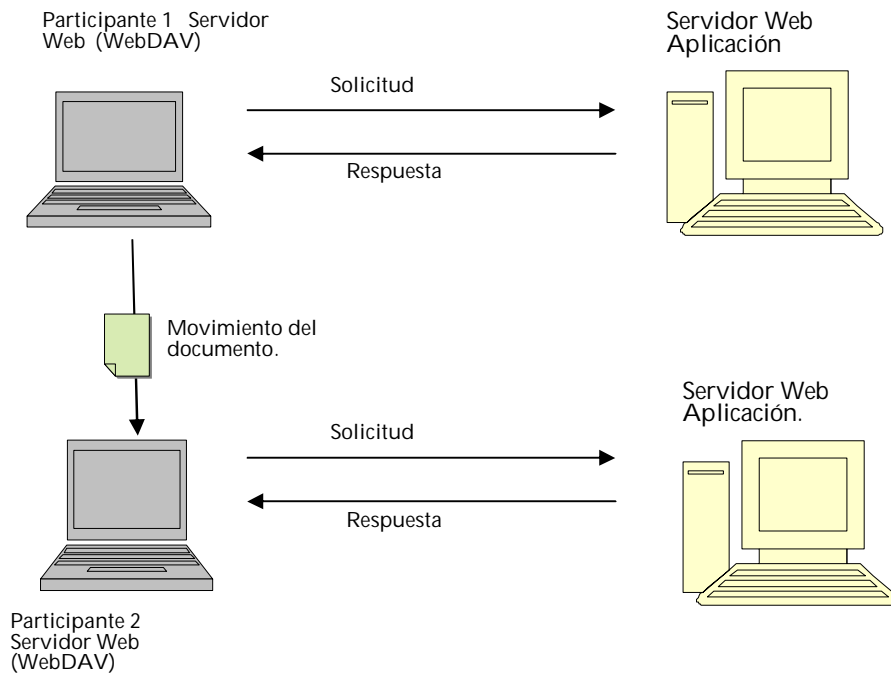 Participante 1 Servidor
Web (WebDAV)
Servidor Web
Aplicación
Solicitud
Respuesta
Movimiento del
documento.
Servidor Web
Aplicación.
Solicitud
Respuesta
Participante 2
Servidor Web
(WebDAV)